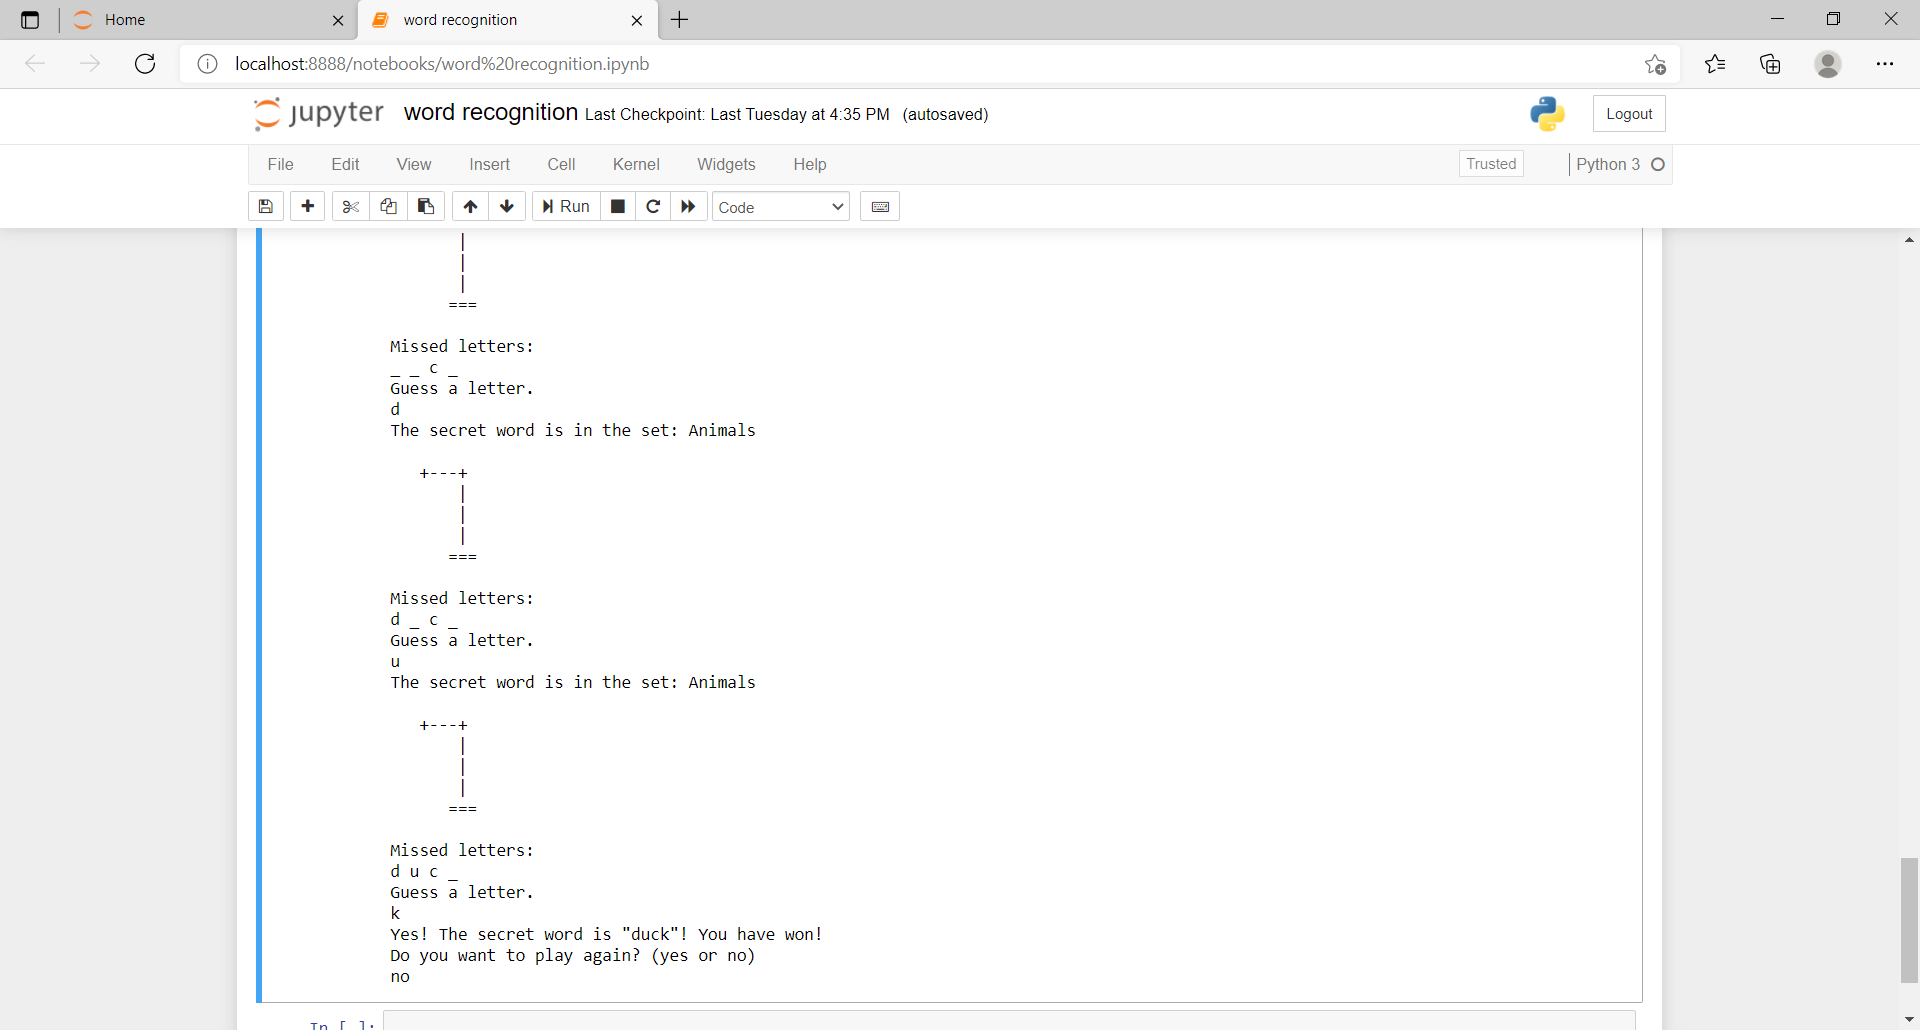 Home
word recognition
localhost:8888/notebooks/word%20recognition.ipynb
jupyter word recognition Last Checkpoint: Last Tuesday at 4:35 PM (autosaved)
Logout
File Edit View Insert Cell Kernel Widgets Help
Trusted Python 3
Run Code
|
|
|
===
Missed letters:
_ _ c _
Guess a letter.
d
The secret word is in the set: Animals
+---+
|
|
|
===
Missed letters:
d _ c _
Guess a letter.
u
The secret word is in the set: Animals
+---+
|
|
|
===
Missed letters:
d u c _
Guess a letter.
k
Yes! The secret word is "duck"! You have won!
Do you want to play again? (yes or no)
no
In [ ]: